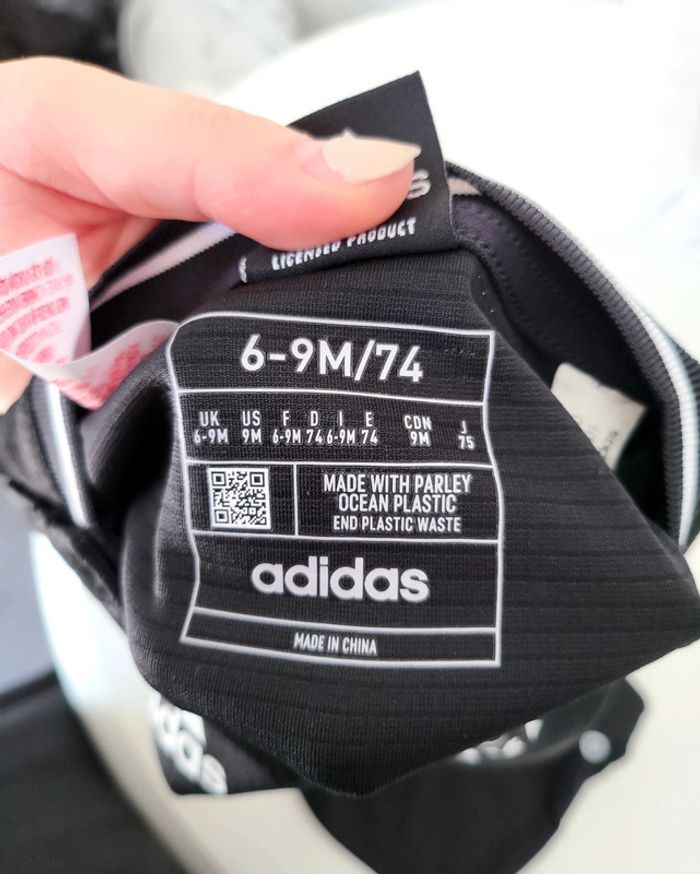 LICENSED PRODUCT
6-9M/74
UK US F D I E CDN J
6-9M 9M 6-9M 74 6-9M 74 9M 75
MADE WITH PARLEY
OCEAN PLASTIC
END PLASTIC WASTE
adidas
MADE IN CHINA